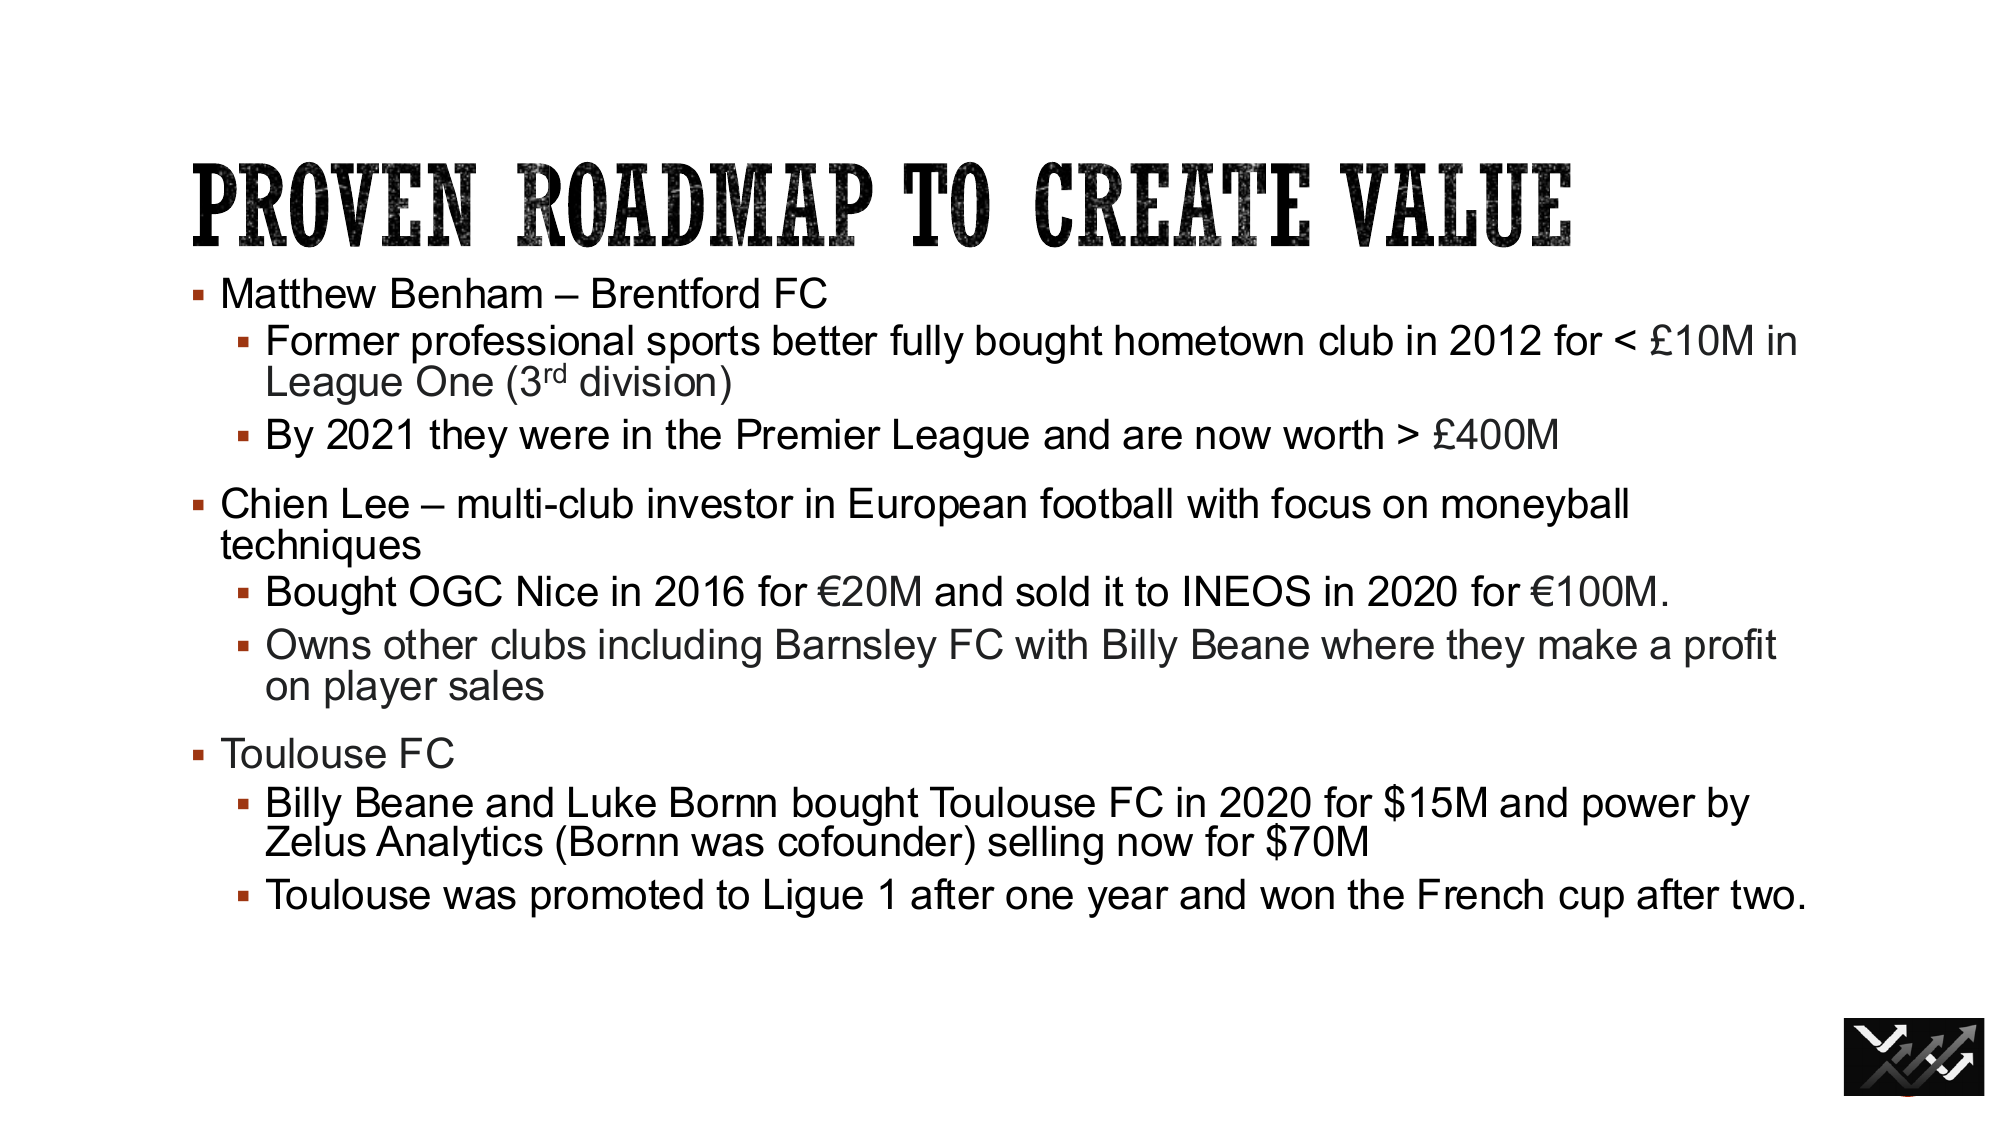 PROVEN ROADMAP TO CREATE VALUE
▪ Matthew Benham – Brentford FC
▪ Former professional sports better fully bought hometown club in 2012 for < £10M in
League One (3rd division)
▪ By 2021 they were in the Premier League and are now worth > £400M
▪ Chien Lee – multi-club investor in European football with focus on moneyball
techniques
▪ Bought OGC Nice in 2016 for €20M and sold it to INEOS in 2020 for €100M.
▪ Owns other clubs including Barnsley FC with Billy Beane where they make a profit
on player sales
▪ Toulouse FC
▪ Billy Beane and Luke Bornn bought Toulouse FC in 2020 for $15M and power by
Zelus Analytics (Bornn was cofounder) selling now for $70M
▪ Toulouse was promoted to Ligue 1 after one year and won the French cup after two.